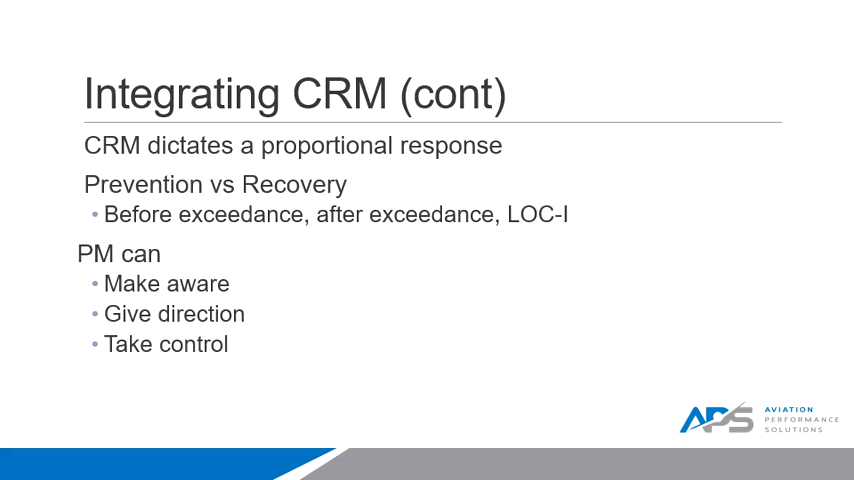 Integrating CRM (cont)
CRM dictates a proportional response
Prevention vs Recovery
• Before exceedance, after exceedance, LOC-I
PM can
• Make aware
• Give direction
• Take control
APS
AVIATION
PERFORMANCE
SOLUTIONS